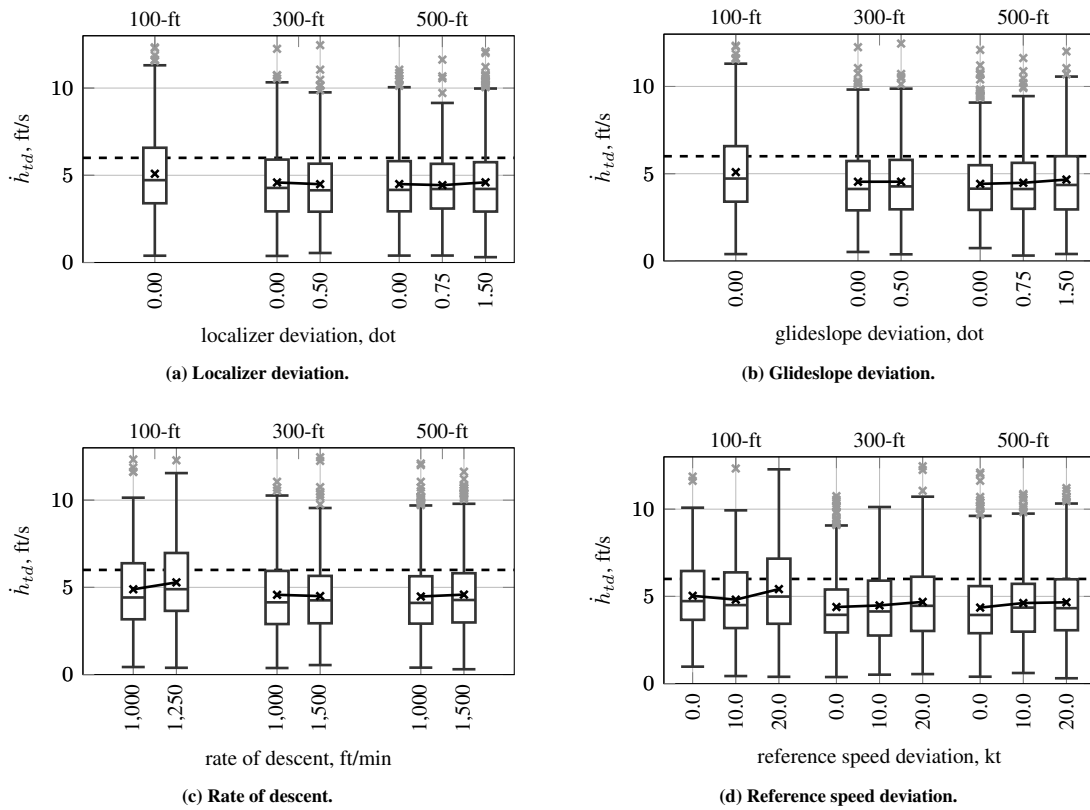 100-ft 300-ft 500-ft
10
5
0
ḣtd, ft/s
0.00 0.00 0.50 0.00 0.75 1.50
localizer deviation, dot
(a) Localizer deviation.
100-ft 300-ft 500-ft
10
5
0
ḣtd, ft/s
0.00 0.00 0.50 0.00 0.75 1.50
glideslope deviation, dot
(b) Glideslope deviation.
100-ft 300-ft 500-ft
10
5
0
ḣtd, ft/s
1,000 1,250 1,000 1,500 1,000 1,500
rate of descent, ft/min
(c) Rate of descent.
100-ft 300-ft 500-ft
10
5
0
ḣtd, ft/s
0.0 10.0 20.0 0.0 10.0 20.0 0.0 10.0 20.0
reference speed deviation, kt
(d) Reference speed deviation.